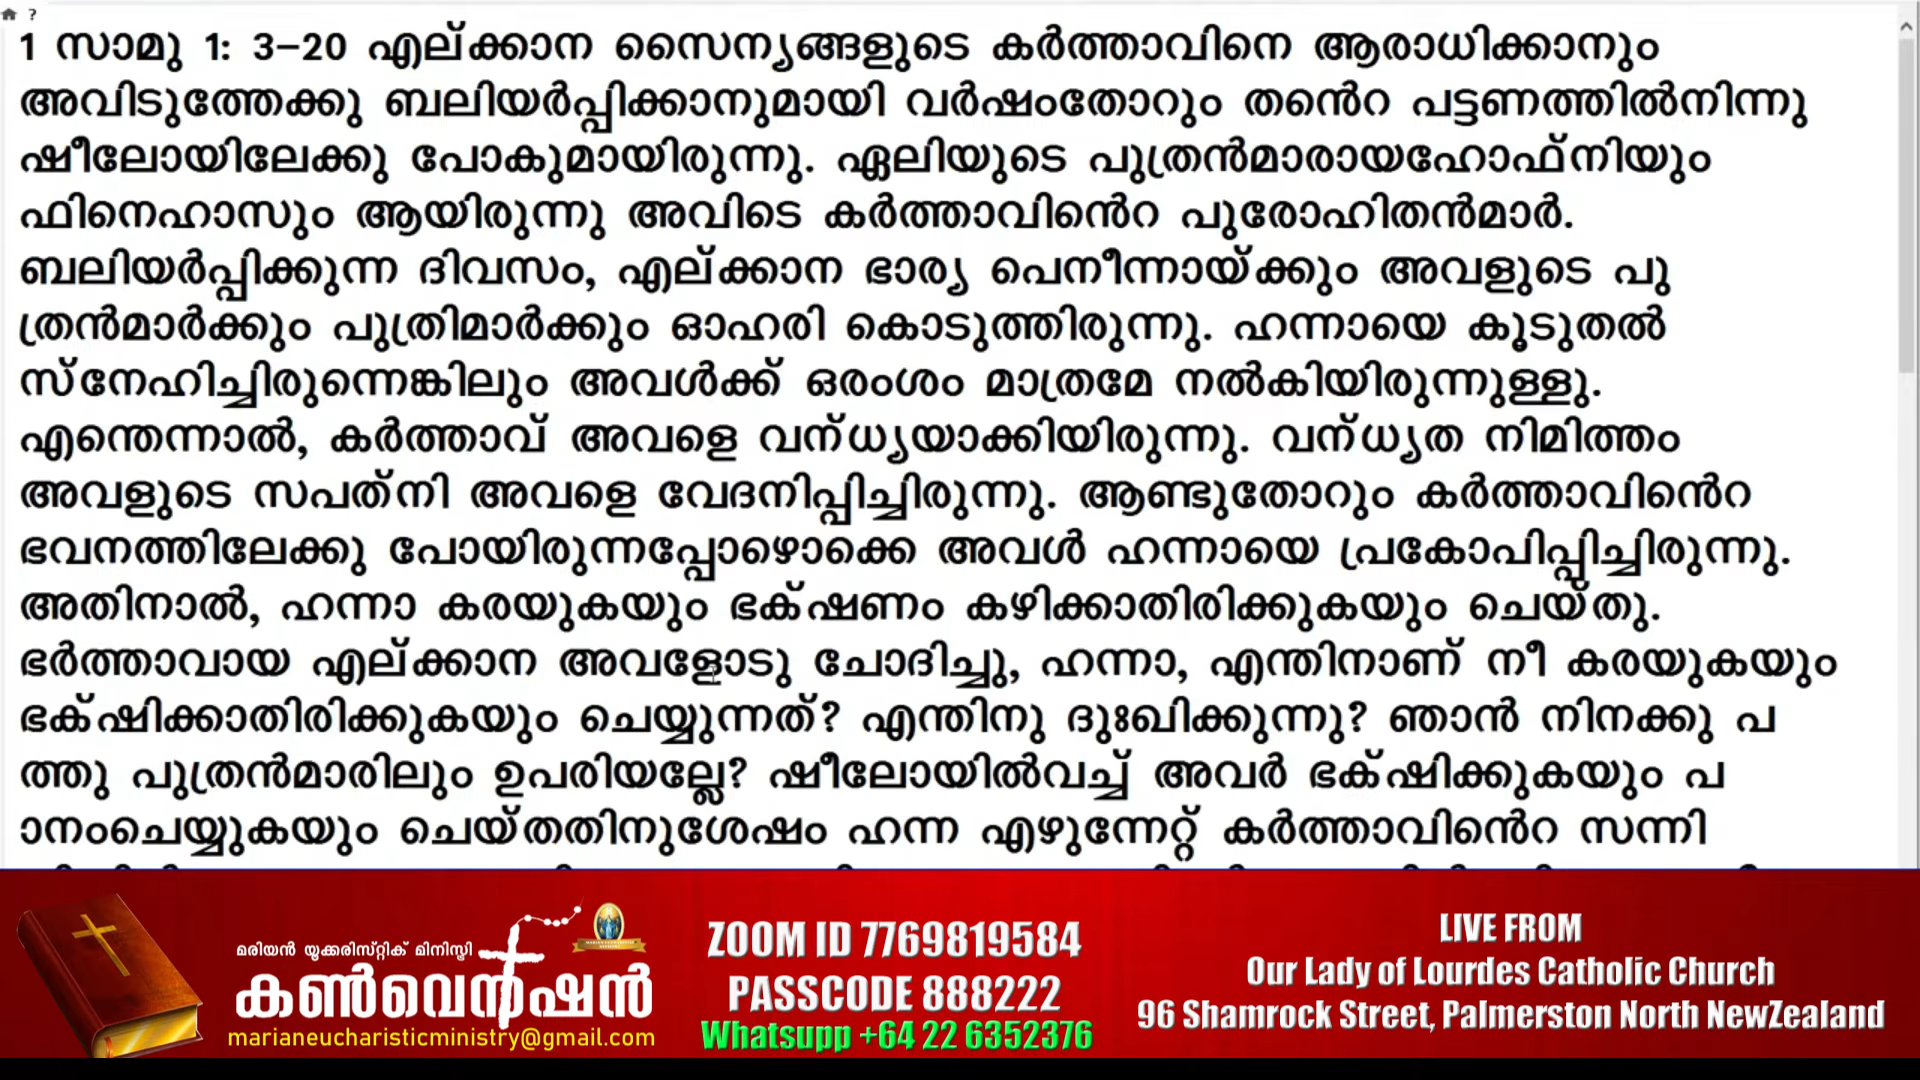 ?
1 സാമു 1: 3-20 എല്ക്കാന സൈന്യങ്ങളുടെ കർത്താവിനെ ആരാധിക്കാനും
അവിടുത്തേക്കു ബലിയർപ്പിക്കാനുമായി വർഷംതോറും തൻെറ പട്ടണത്തിൽനിന്നു
ഷീലോയിലേക്കു പോകുമായിരുന്നു. ഏലിയുടെ പുത്രൻമാരായഹോഫ്നിയും
ഫിനെഹാസും ആയിരുന്നു അവിടെ കർത്താവിൻെറ പുരോഹിതൻമാർ.
ബലിയർപ്പിക്കുന്ന ദിവസം, എല്ക്കാന ഭാര്യ പെനീന്നായ്ക്കും അവളുടെ പു
ത്രൻമാർക്കും പുത്രിമാർക്കും ഓഹരി കൊടുത്തിരുന്നു. ഹന്നായെ കൂടുതൽ
സ്നേഹിച്ചിരുന്നെങ്കിലും അവൾക്ക് ഒരംശം മാത്രമേ നൽകിയിരുന്നുള്ളു.
എന്തെന്നാൽ, കർത്താവ് അവളെ വന്ധ്യയാക്കിയിരുന്നു. വന്ധ്യത നിമിത്തം
അവളുടെ സപത്നി അവളെ വേദനിപ്പിച്ചിരുന്നു. ആണ്ടുതോറും കർത്താവിൻെറ
ഭവനത്തിലേക്കു പോയിരുന്നപ്പോഴൊക്കെ അവൾ ഹന്നായെ പ്രകോപിപ്പിച്ചിരുന്നു.
അതിനാൽ, ഹന്നാ കരയുകയും ഭക്ഷണം കഴിക്കാതിരിക്കുകയും ചെയ്തു.
ഭർത്താവായ എല്ക്കാന അവളോടു ചോദിച്ചു, ഹന്നാ, എന്തിനാണ് നീ കരയുകയും
ഭക്ഷിക്കാതിരിക്കുകയും ചെയ്യുന്നത്? എന്തിനു ദുഃഖിക്കുന്നു? ഞാൻ നിനക്കു പ
ത്തു പുത്രൻമാരിലും ഉപരിയല്ലേ? ഷീലോയിൽവച്ച് അവർ ഭക്ഷിക്കുകയും പ
ാനംചെയ്യുകയും ചെയ്തതിനുശേഷം ഹന്ന എഴുന്നേറ്റ് കർത്താവിൻെറ സന്നി
മരിയൻ യൂക്കരിസ്റ്റിക് മിനിസ്ട്രി
കൺവെൻഷൻ
marianeucharisticministry@gmail.com
ZOOM ID 7769819584
PASSCODE 888222
Whatsupp +64 22 6352376
LIVE FROM
Our Lady of Lourdes Catholic Church
96 Shamrock Street, Palmerston North NewZealand